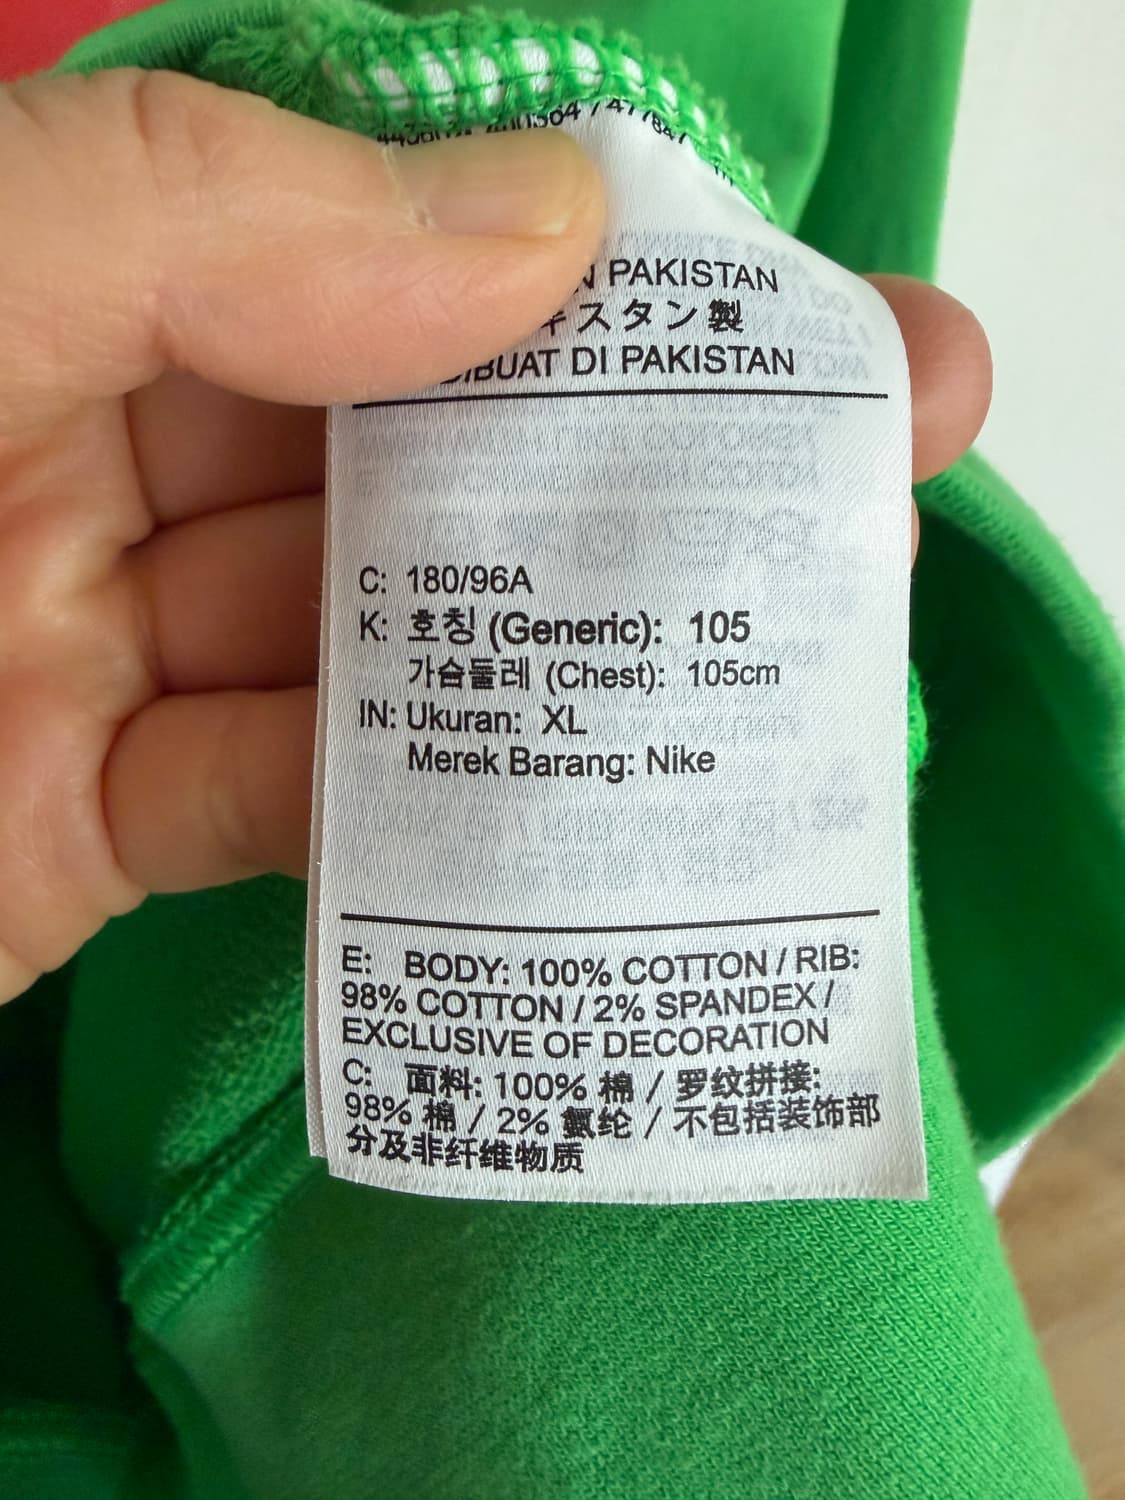 PAKISTAN
スタン製
DI PAKISTAN
C: 180/96A
K: 호칭 (Generic): 105
가슴둘레 (Chest): 105cm
IN: Ukuran: XL
Merek Barang: Nike
E: BODY: 100% COTTON / RIB:
98% COTTON / 2% SPANDEX /
EXCLUSIVE OF DECORATION
C: 面料: 100% 棉 / 罗纹拼接:
98% 棉 / 2% 氨纶 / 不包括装饰部
分及非纤维物质